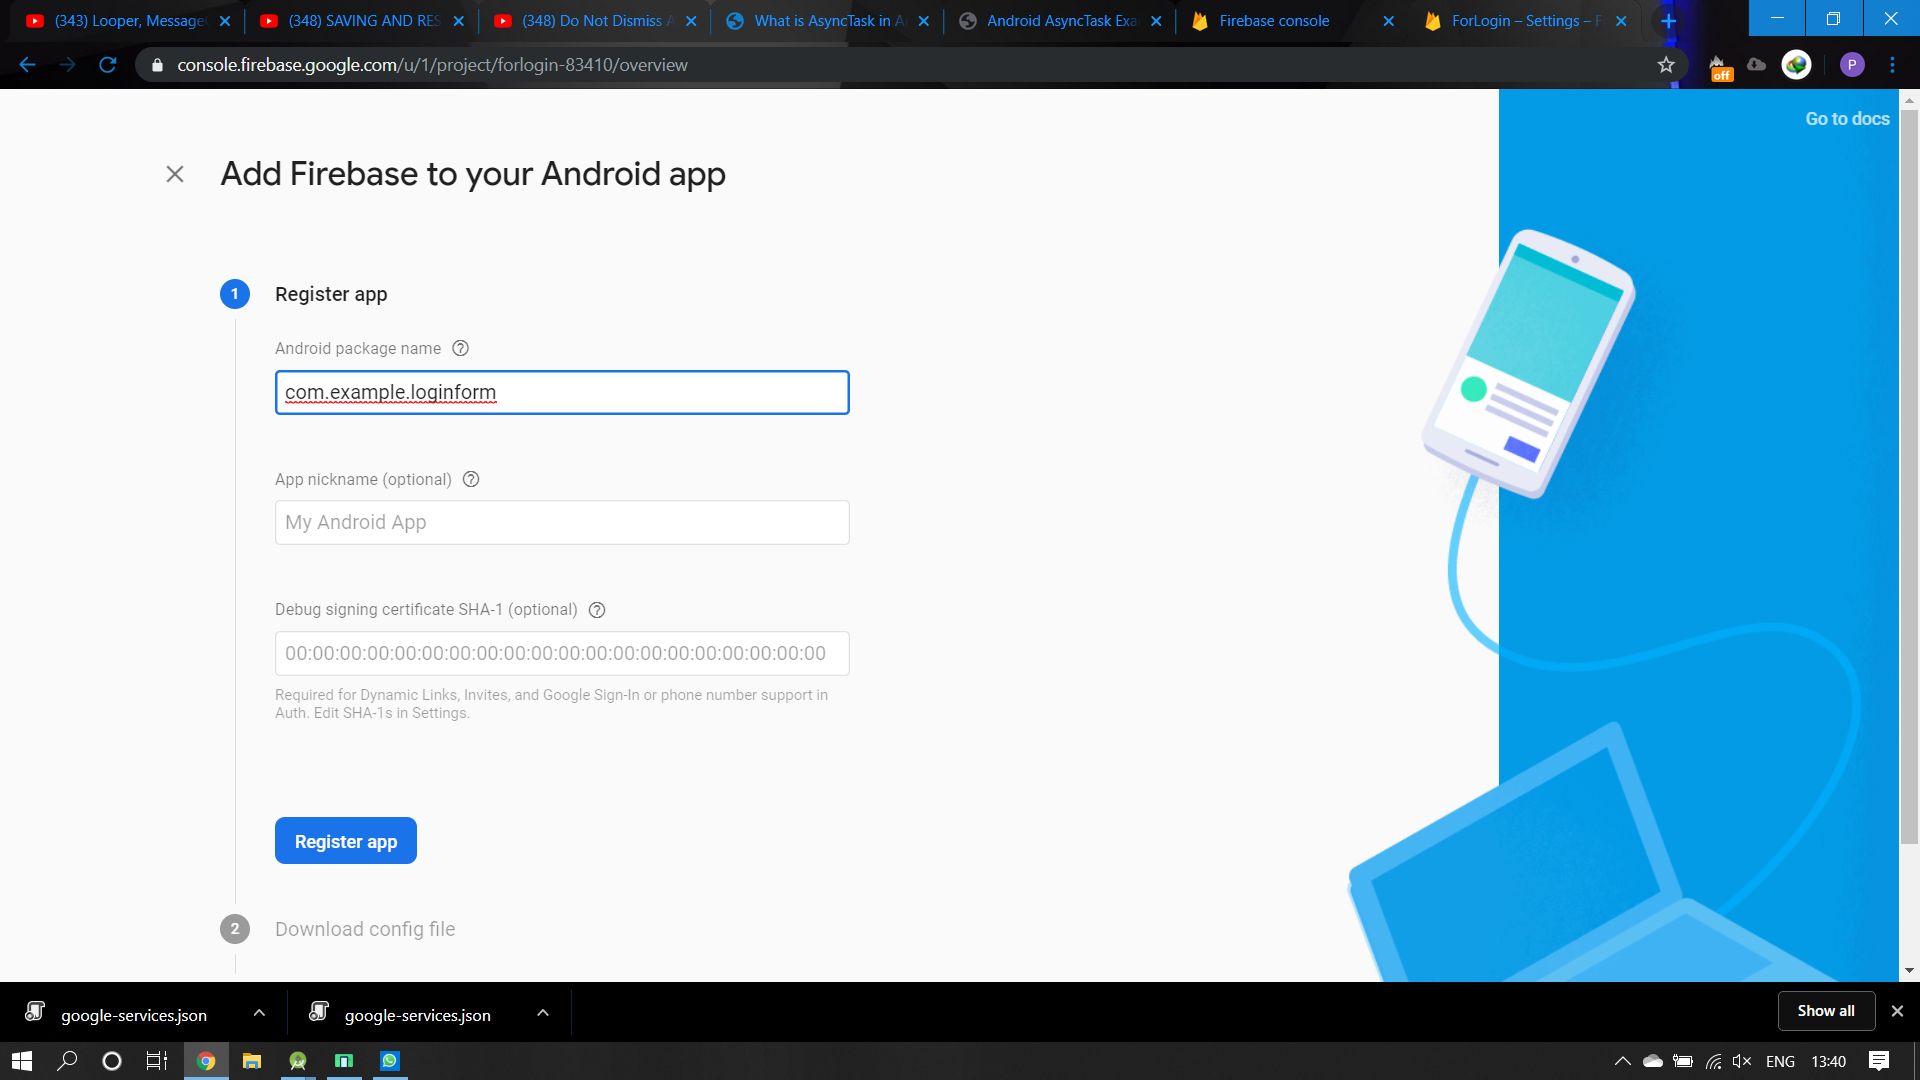 (343) Looper, Message
(348) SAVING AND RES
(348) Do Not Dismiss A
What is AsyncTask in A
Android AsyncTask Exa
Firebase console
ForLogin – Settings – F
console.firebase.google.com/u/1/project/forlogin-83410/overview
off
P
Go to docs
Add Firebase to your Android app
1
Register app
Android package name
com.example.loginform
App nickname (optional)
My Android App
Debug signing certificate SHA-1 (optional)
00:00:00:00:00:00:00:00:00:00:00:00:00:00:00:00:00:00:00:00
Required for Dynamic Links, Invites, and Google Sign-In or phone number support in
Auth. Edit SHA-1s in Settings.
Register app
2
Download config file
google-services.json
google-services.json
Show all
ENG
13:40